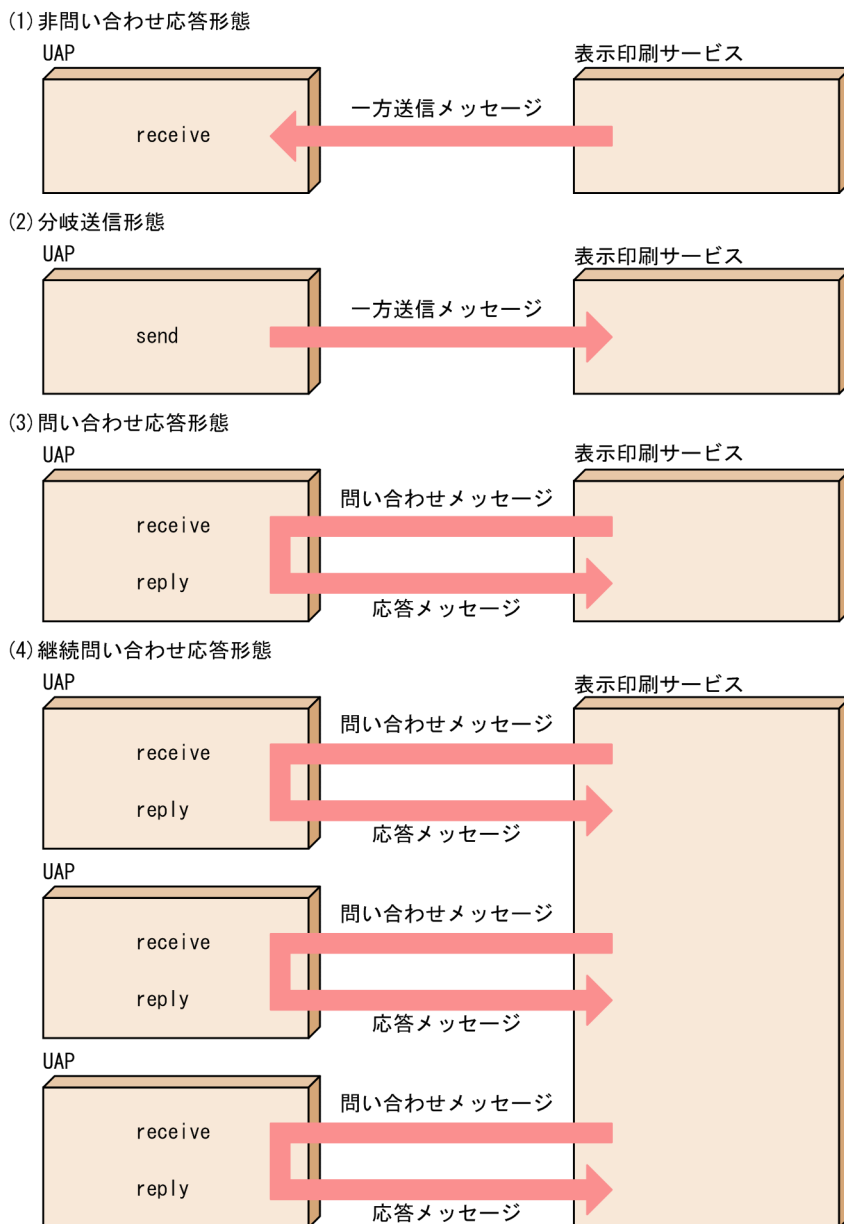 (1)非問い合わせ応答形態
UAP
表示印刷サービス
一方送信メッセージ
receive
(2)分岐送信形態
UAP
表示印刷サービス
一方送信メッセージ
send
(3)問い合わせ応答形態
UAP
表示印刷サービス
問い合わせメッセージ
receive
reply
応答メッセージ
(4)継続問い合わせ応答形態
UAP
表示印刷サービス
問い合わせメッセージ
receive
reply
応答メッセージ
UAP
問い合わせメッセージ
receive
reply
応答メッセージ
UAP
問い合わせメッセージ
receive
reply
応答メッセージ